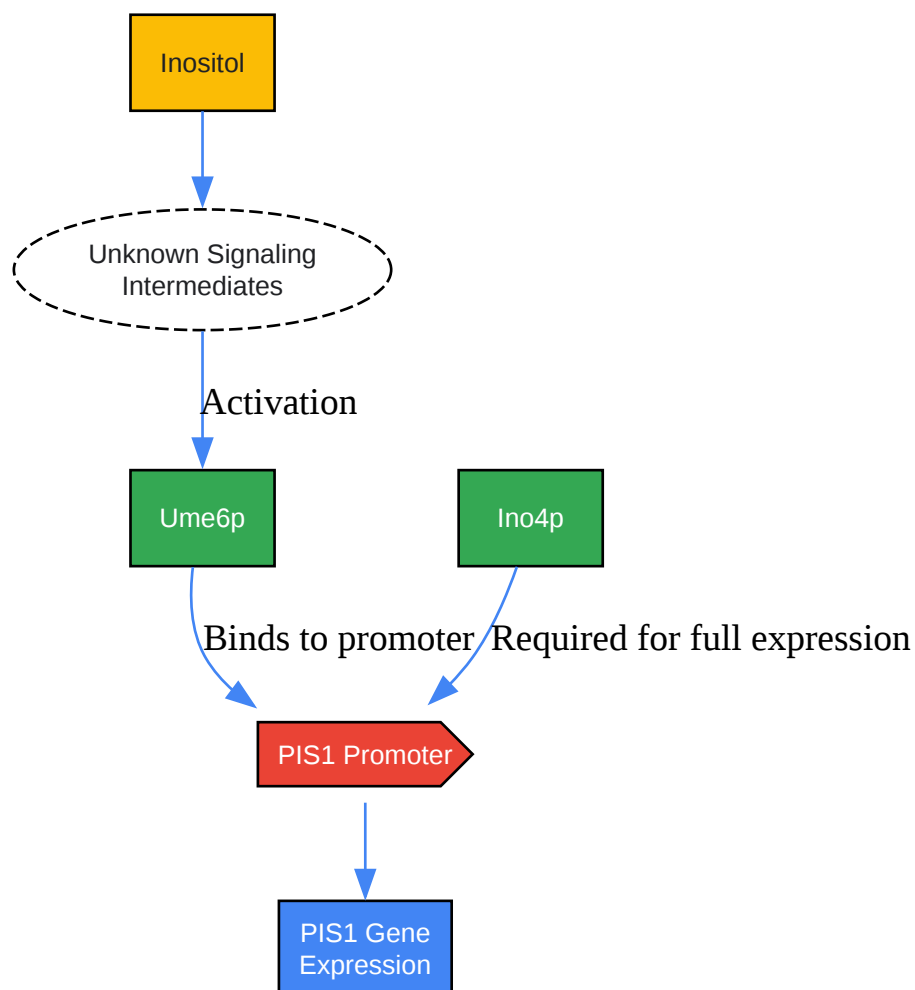 Inositol
Unknown Signaling
Intermediates
Activation
Ume6p
Ino4p
Binds to promoter
Required for full expression
PIS1 Promoter
PIS1 Gene
Expression